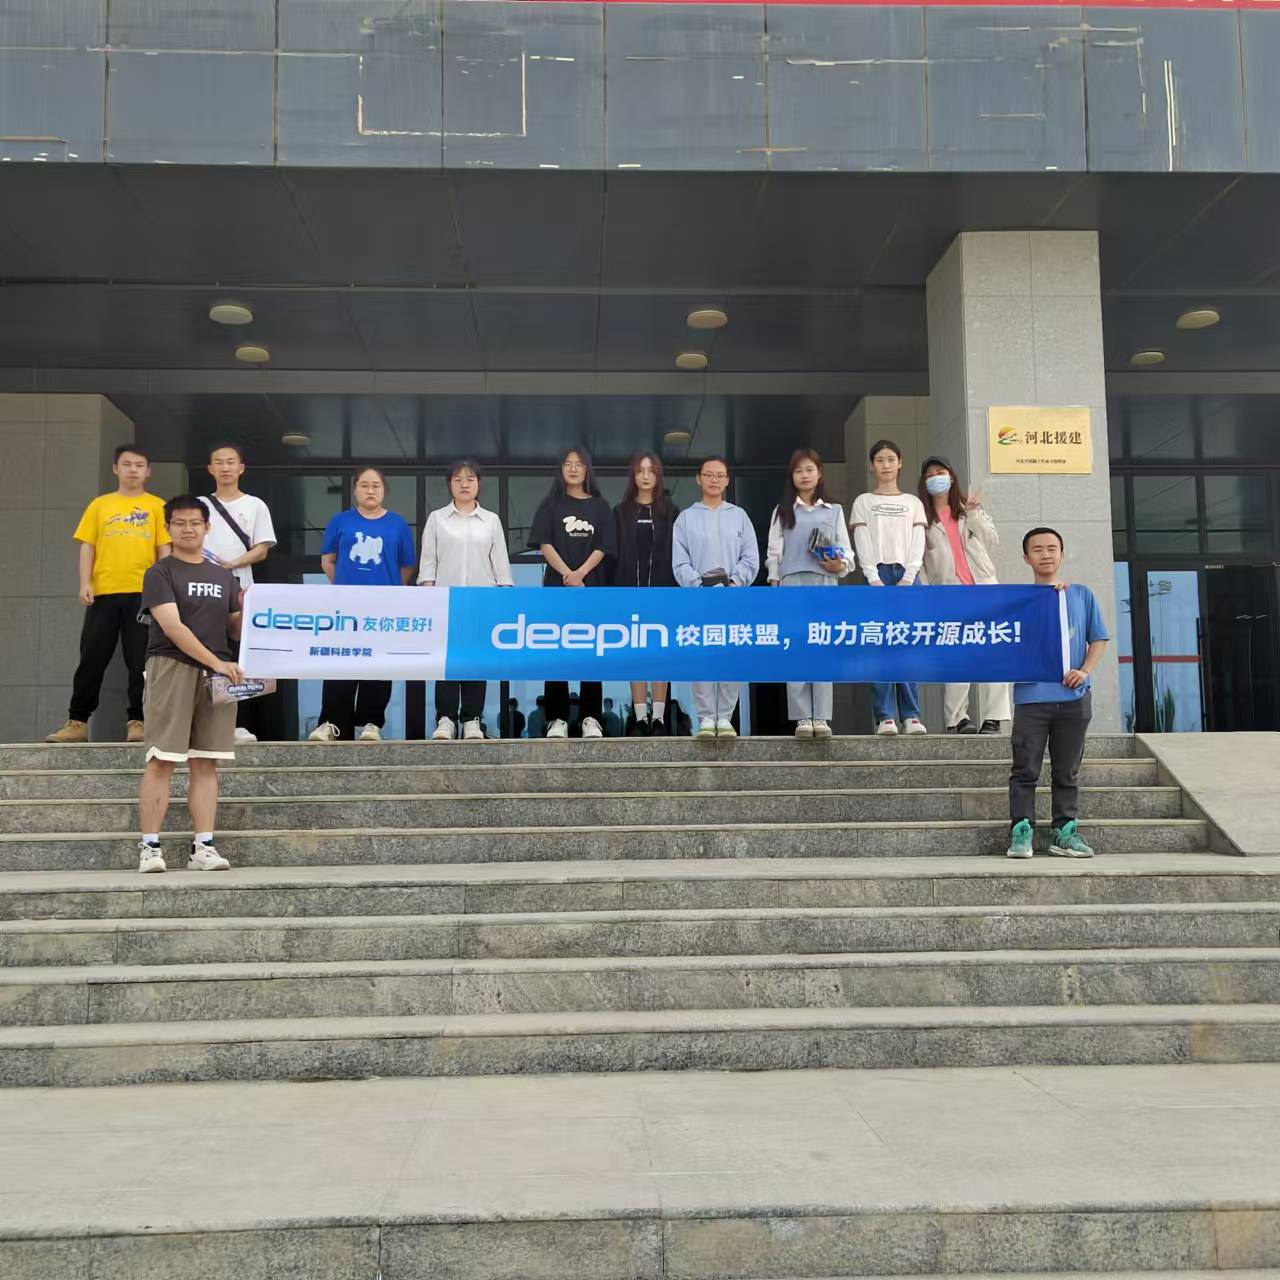 河北援建
deepin 友你更好!
新疆科技学院
deepin 校园联盟，助力高校开源成长!
FFRE